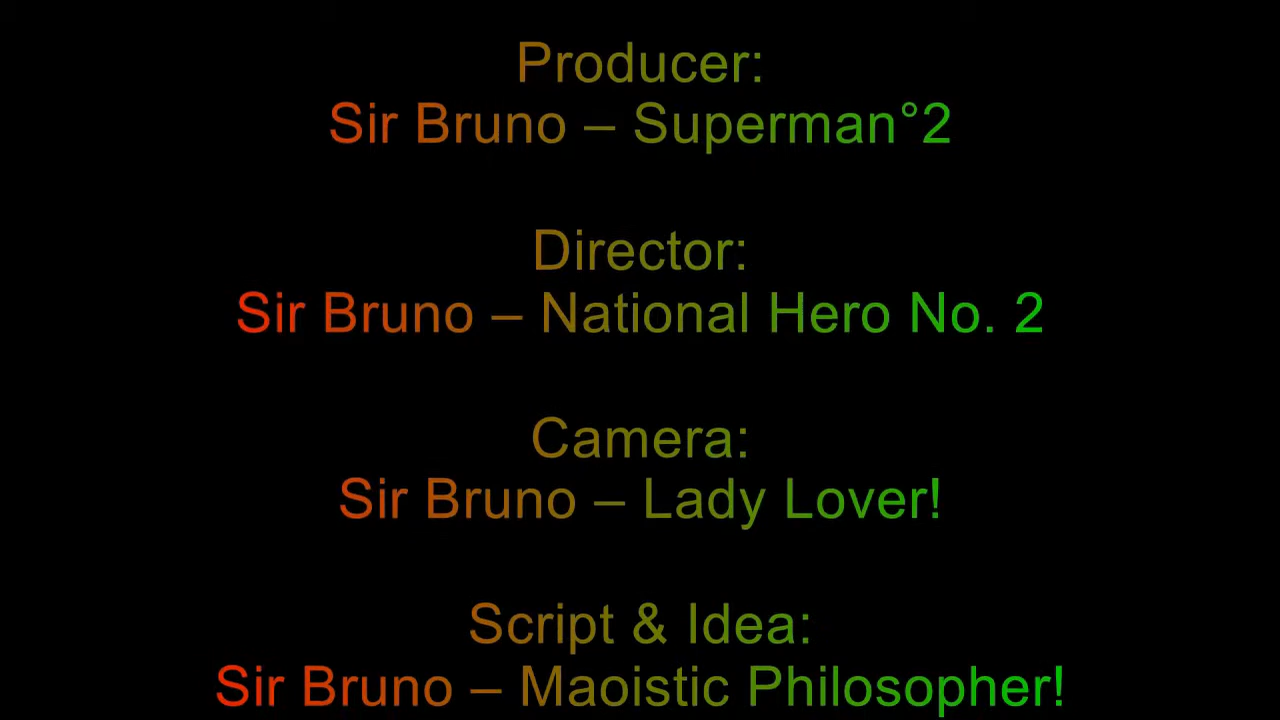 Producer:
Sir Bruno – Superman°2
Director:
Sir Bruno – National Hero No. 2
Camera:
Sir Bruno – Lady Lover!
Script & Idea:
Sir Bruno – Maoistic Philosopher!